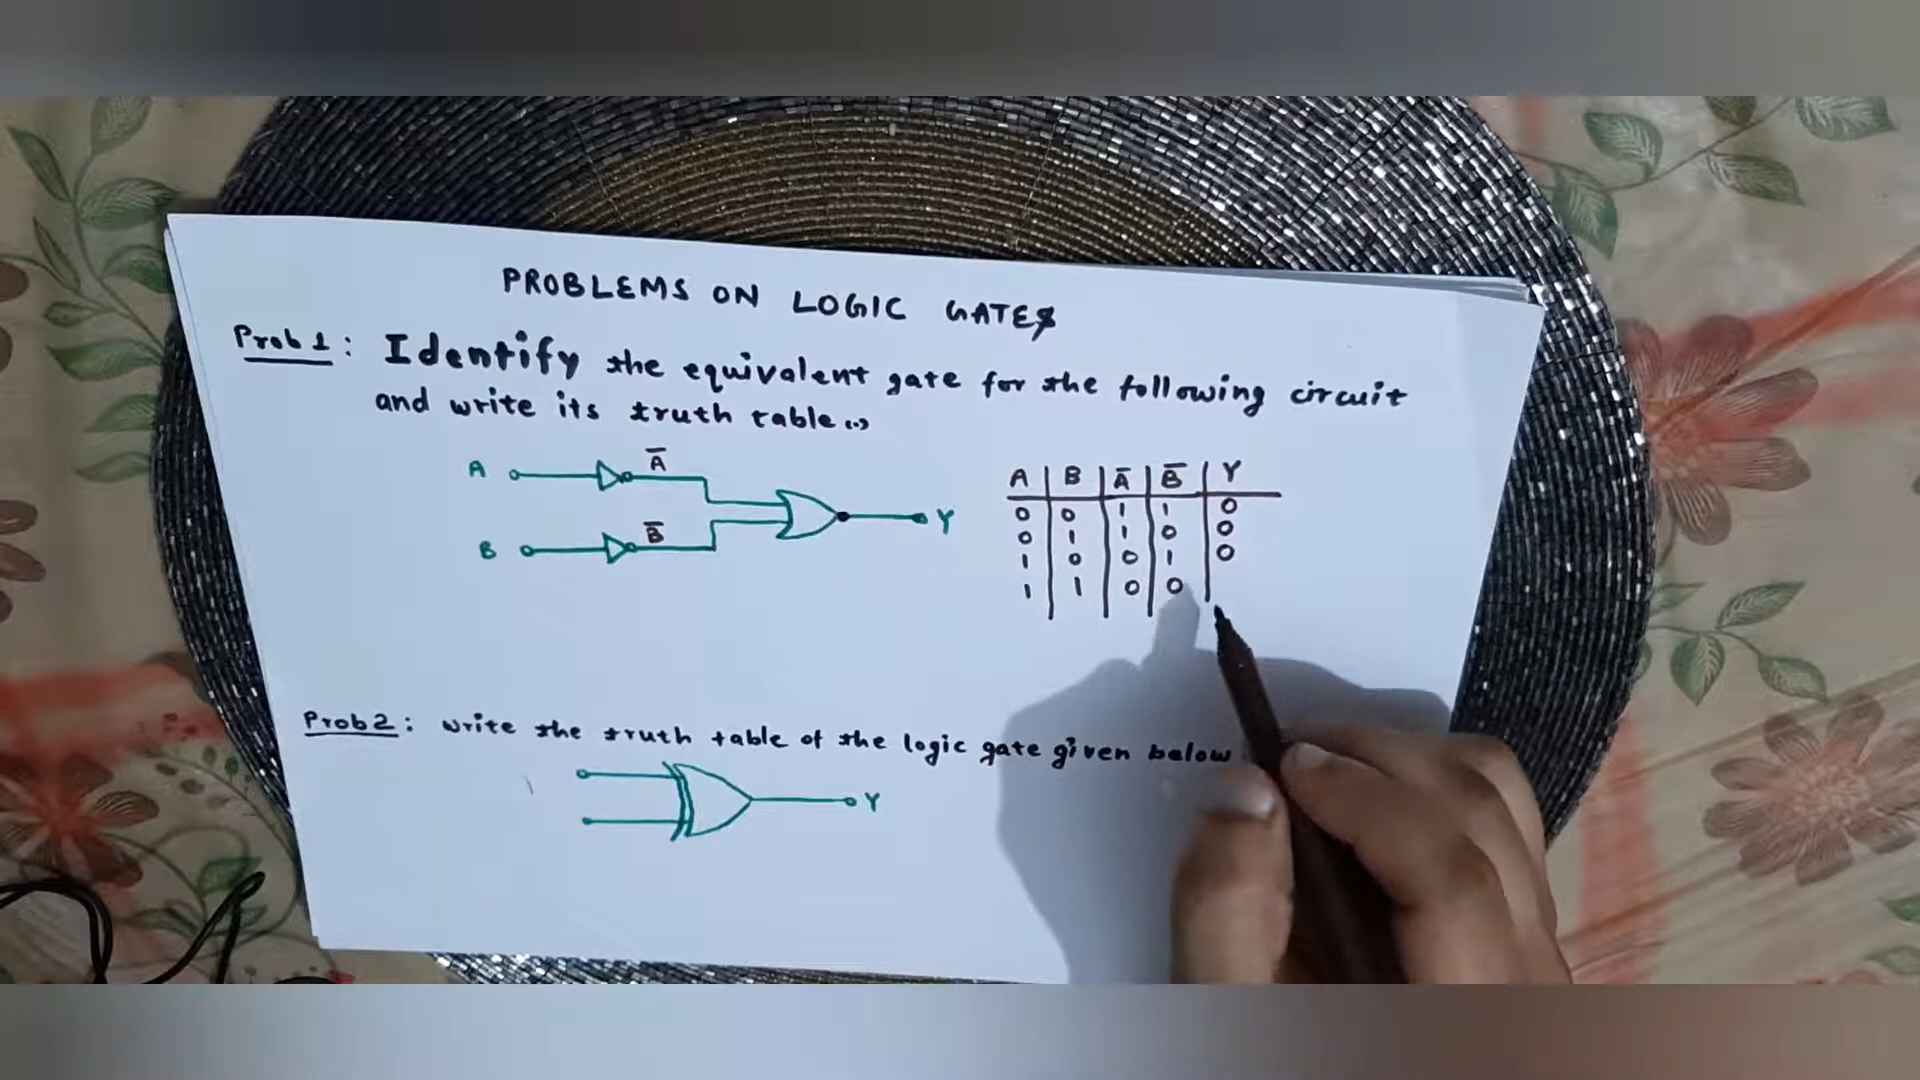 PROBLEMS ON LOGIC GATES
Prob 1: Identify the equivalent gate for the following circuit
and write its truth table.
A Ā
B B̄
Y
A B Ā B̄ Y
0 0 1 1 0
0 1 1 0 0
1 0 0 1 0
1 1 0 0
Prob 2: Write the truth table of the logic gate given below
Y